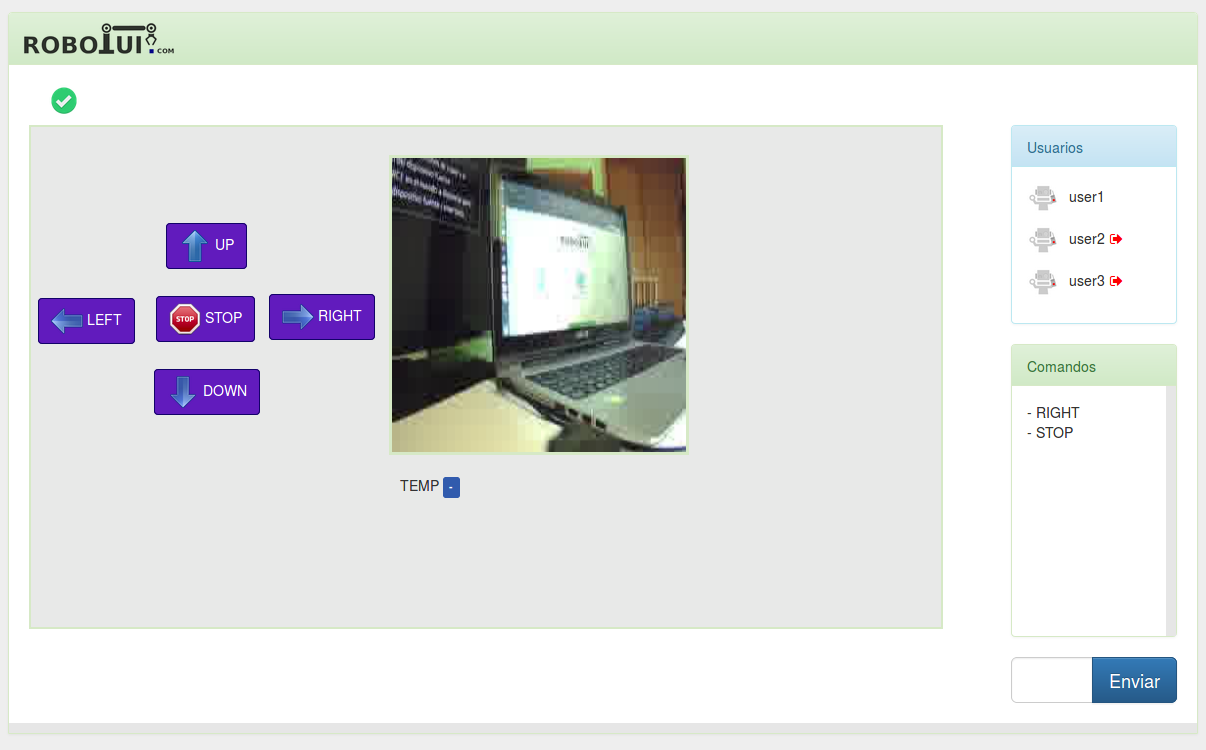 ROBOTUI.COM
Usuarios
user1
user2
user3
UP
LEFT
STOP
STOP
RIGHT
DOWN
TEMP -
Comandos
- RIGHT
- STOP
Enviar